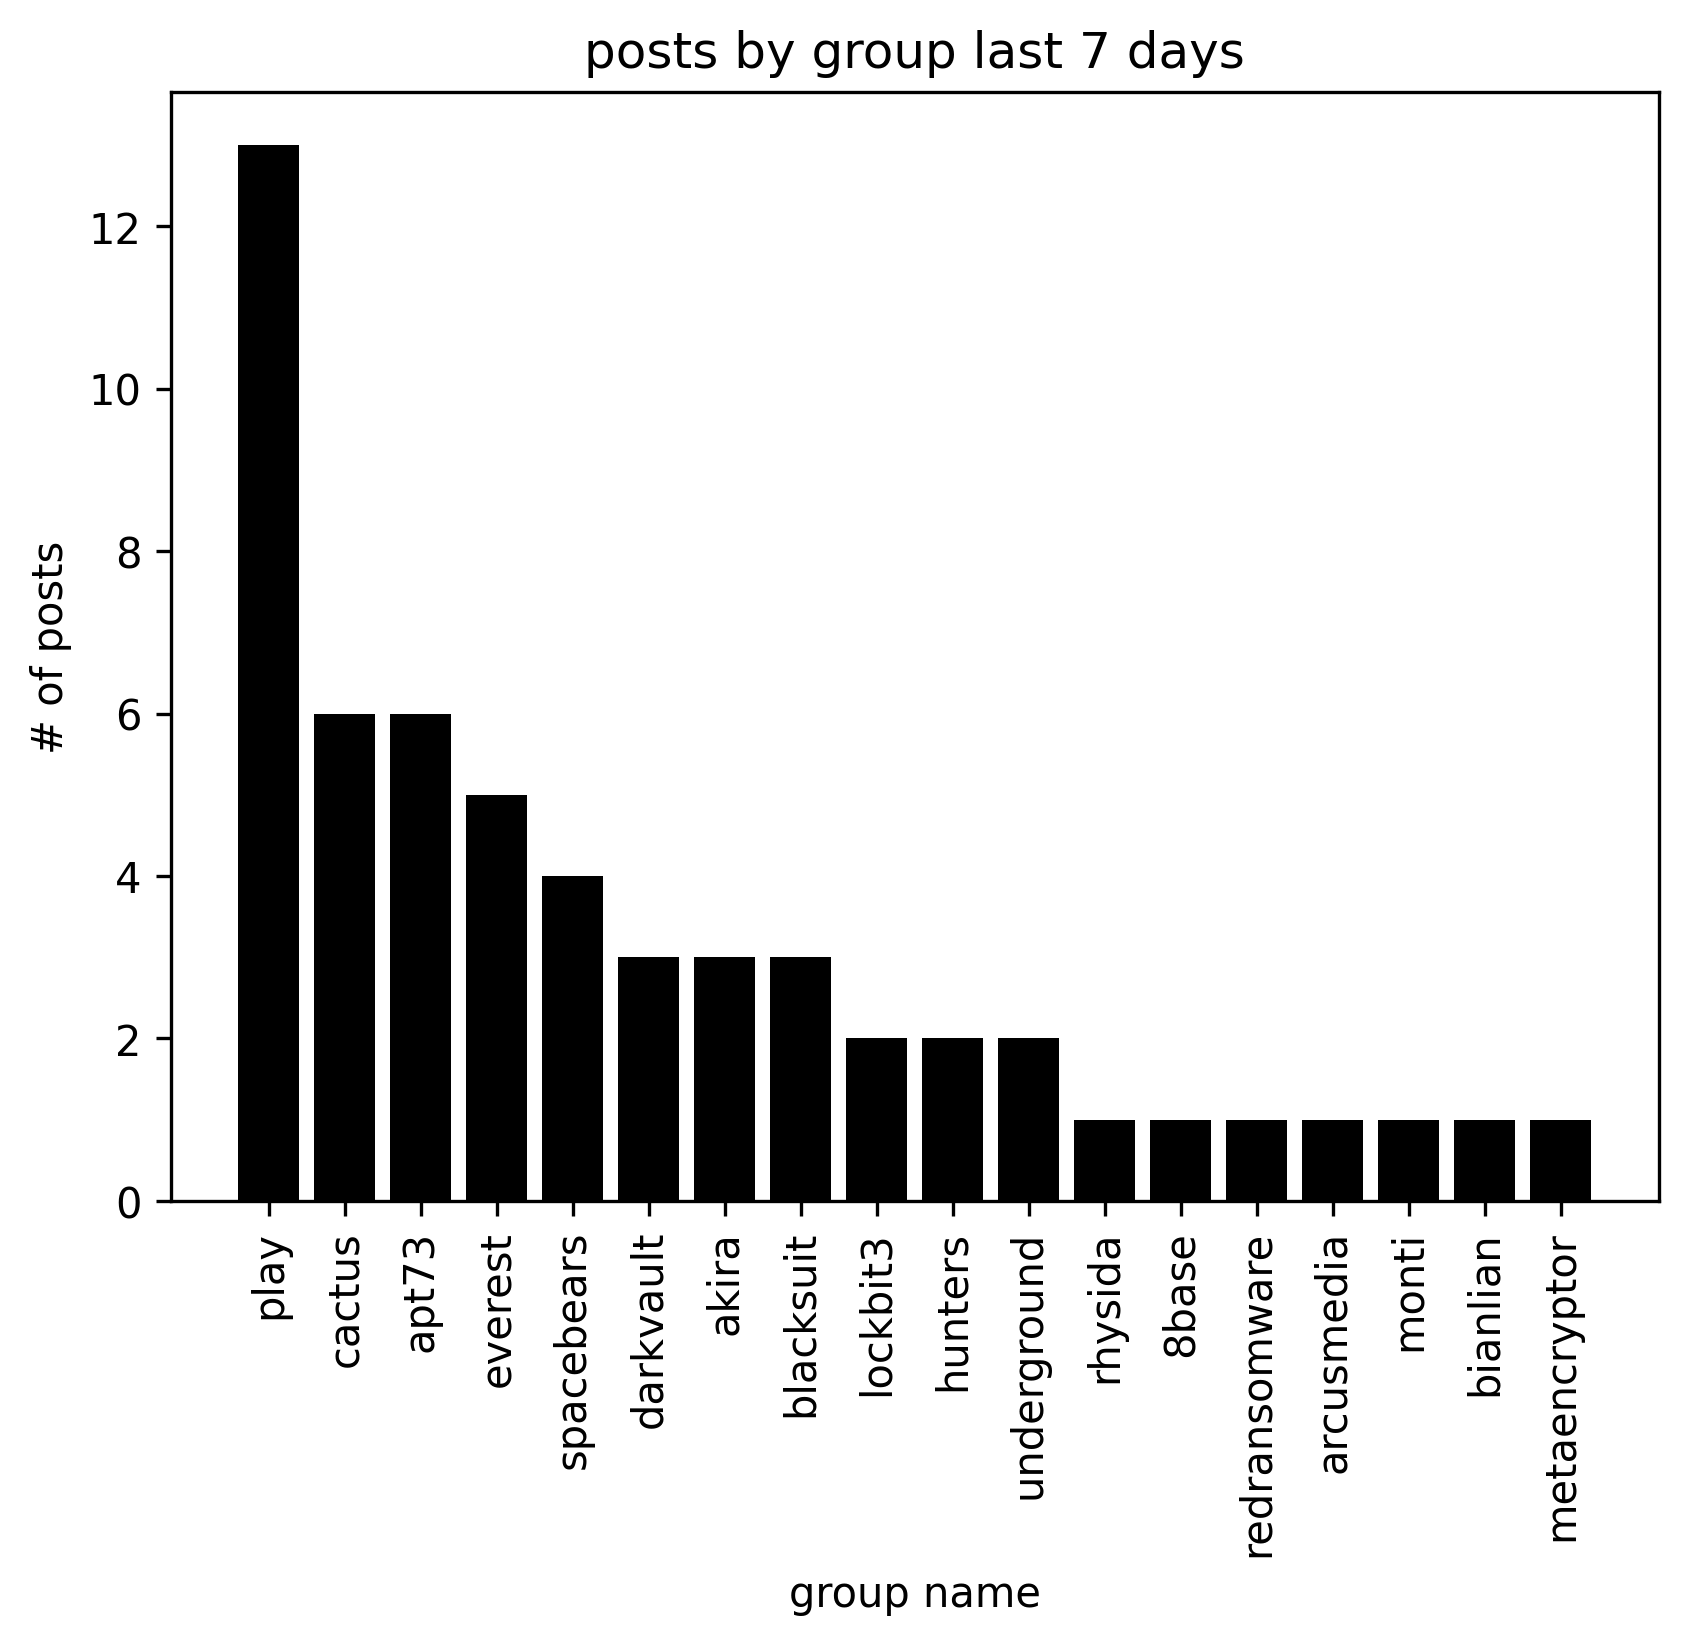 posts by group last 7 days
# of posts
12
10
8
6
4
2
0
play
cactus
apt73
everest
spacebears
darkvault
akira
blacksuit
lockbit3
hunters
underground
rhysida
8base
redransomware
arcusmedia
monti
bianlian
metaencryptor
group name